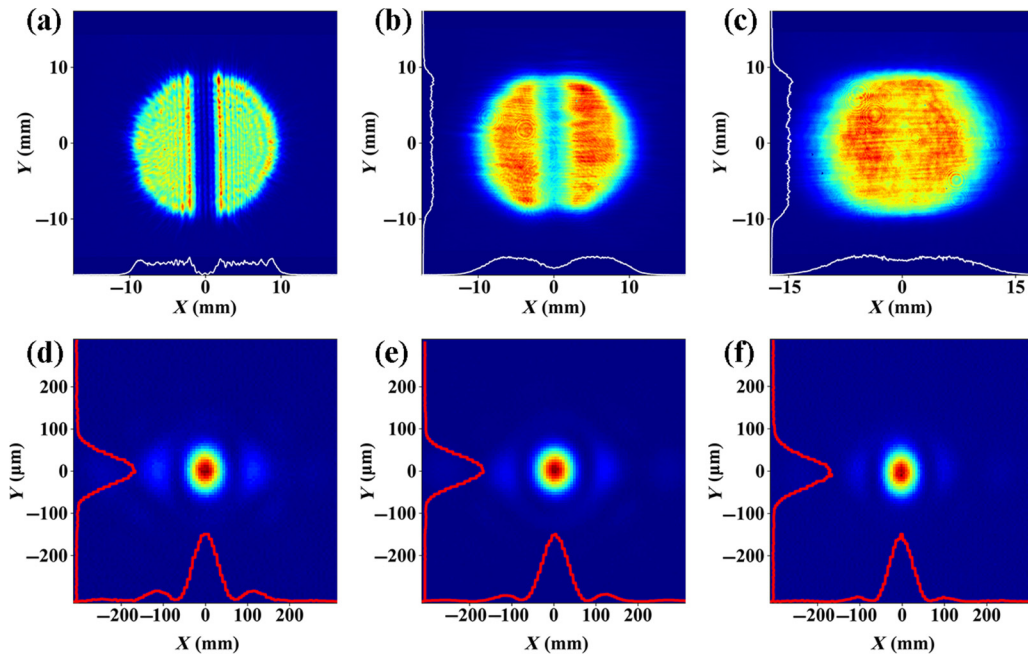 (a) (b) (c)
10 10 10
Y (mm) Y (mm) Y (mm)
0 0 0
−10 −10 −10
−10 0 10 −10 0 10 −15 0 15
X (mm) X (mm) X (mm)
(d) (e) (f)
200 200 200
100 100 100
Y (μm) Y (μm) Y (μm)
0 0 0
−100 −100 −100
−200 −200 −200
−200−100 0 100 200 −200−100 0 100 200 −200 −100 0 100 200
X (mm) X (mm) X (mm)